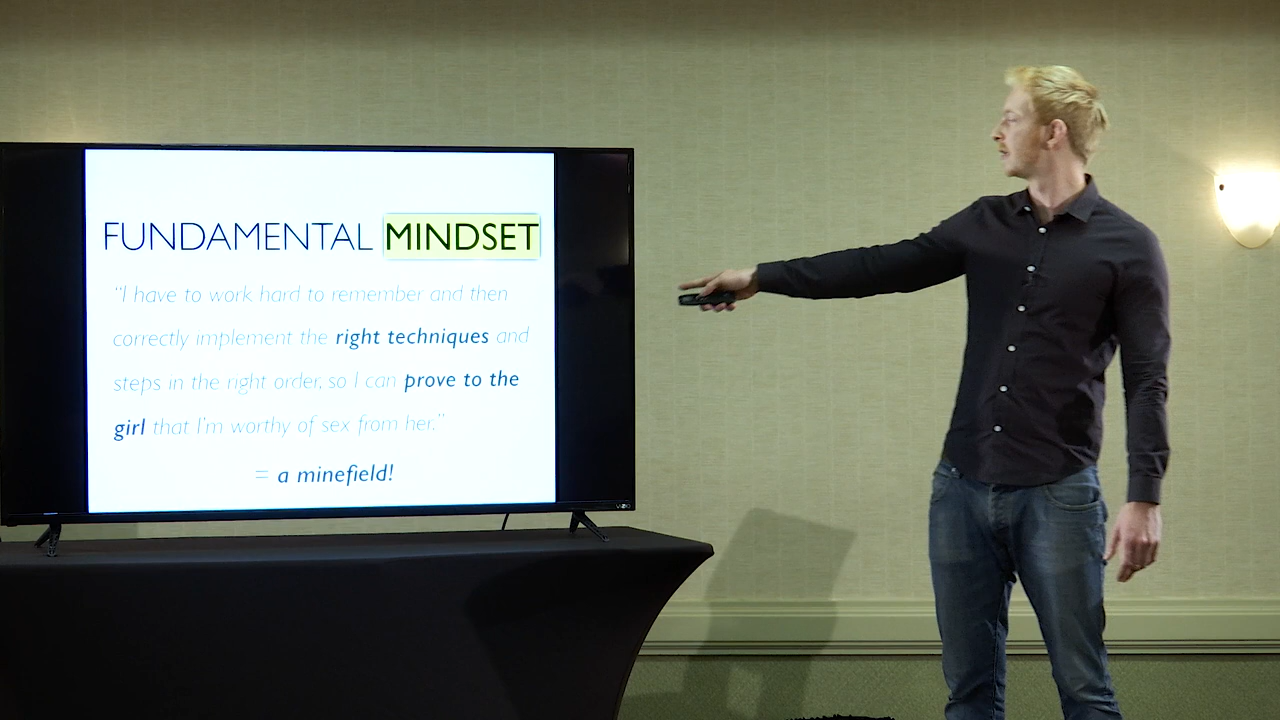 FUNDAMENTAL MINDSET
“I have to work hard to remember and then
correctly implement the right techniques and
steps in the right order, so I can prove to the
girl that I'm worthy of sex from her.”
= a minefield!
VIZIO